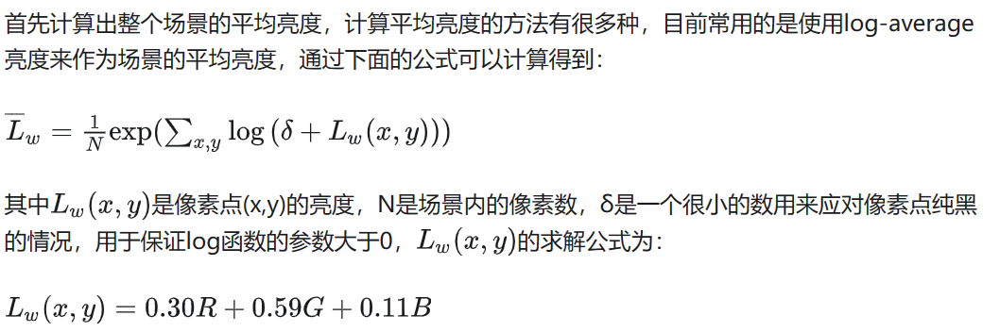 首先计算出整个场景的平均亮度，计算平均亮度的方法有很多种，目前常用的是使用log-average
亮度来作为场景的平均亮度，通过下面的公式可以计算得到：
$\overline{L}_w = \frac{1}{N}\exp(\sum_{x,y} \log(\delta + L_w(x,y)))$
其中$L_w(x,y)$是像素点(x,y)的亮度，N是场景内的像素数，δ是一个很小的数用来应对像素点纯黑
的情况，用于保证log函数的参数大于0，$L_w(x,y)$的求解公式为：
$L_w(x,y) = 0.30R + 0.59G + 0.11B$